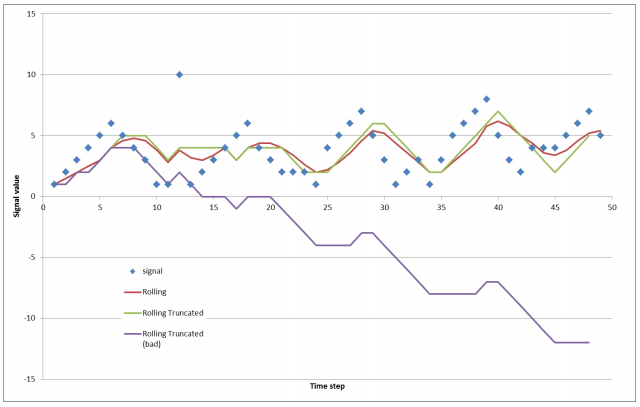 15
10
5
0
-5
-10
-15
0 5 10 15 20 25 30 35 40 45 50
Signal value
Time step
signal
Rolling
Rolling Truncated
Rolling Truncated
(bad)